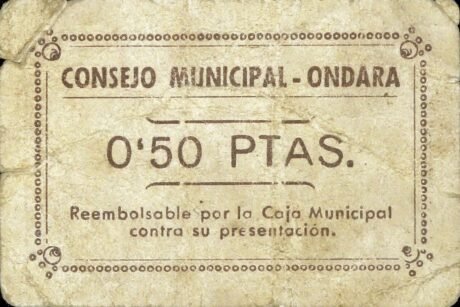 CONSEJO MUNICIPAL - ONDARA
0'50 PTAS.
Reembolsable por la Caja Municipal
contra su presentación.